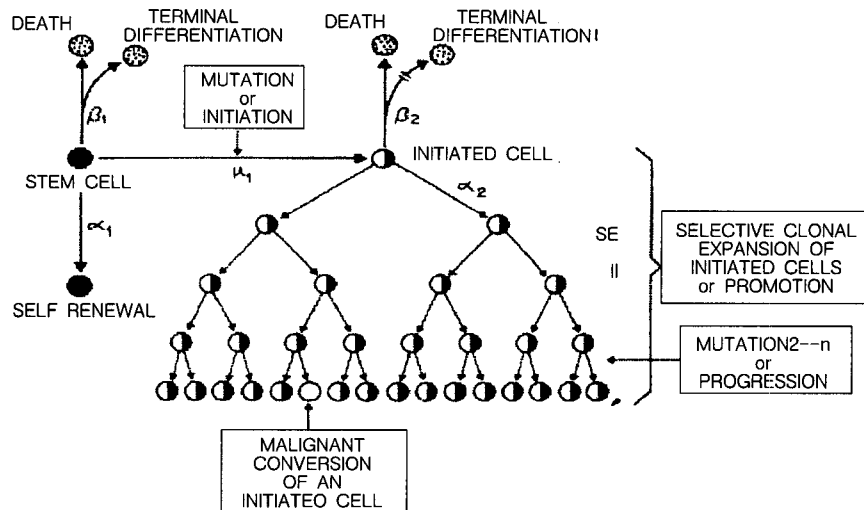 DEATH
TERMINAL
DIFFERENTIATION
DEATH
TERMINAL
DIFFERENTIATION!
MUTATION
or
INITIATION
β1
β2
STEM CELL
μ1
INITIATED CELL
α1
α2
SELF RENEWAL
SE
II
SELECTIVE CLONAL
EXPANSION OF
INITIATED CELLS
or PROMOTION
MUTATION2--n
or
PROGRESSION
MALIGNANT
CONVERSION
OF AN
INITIATEO CELL